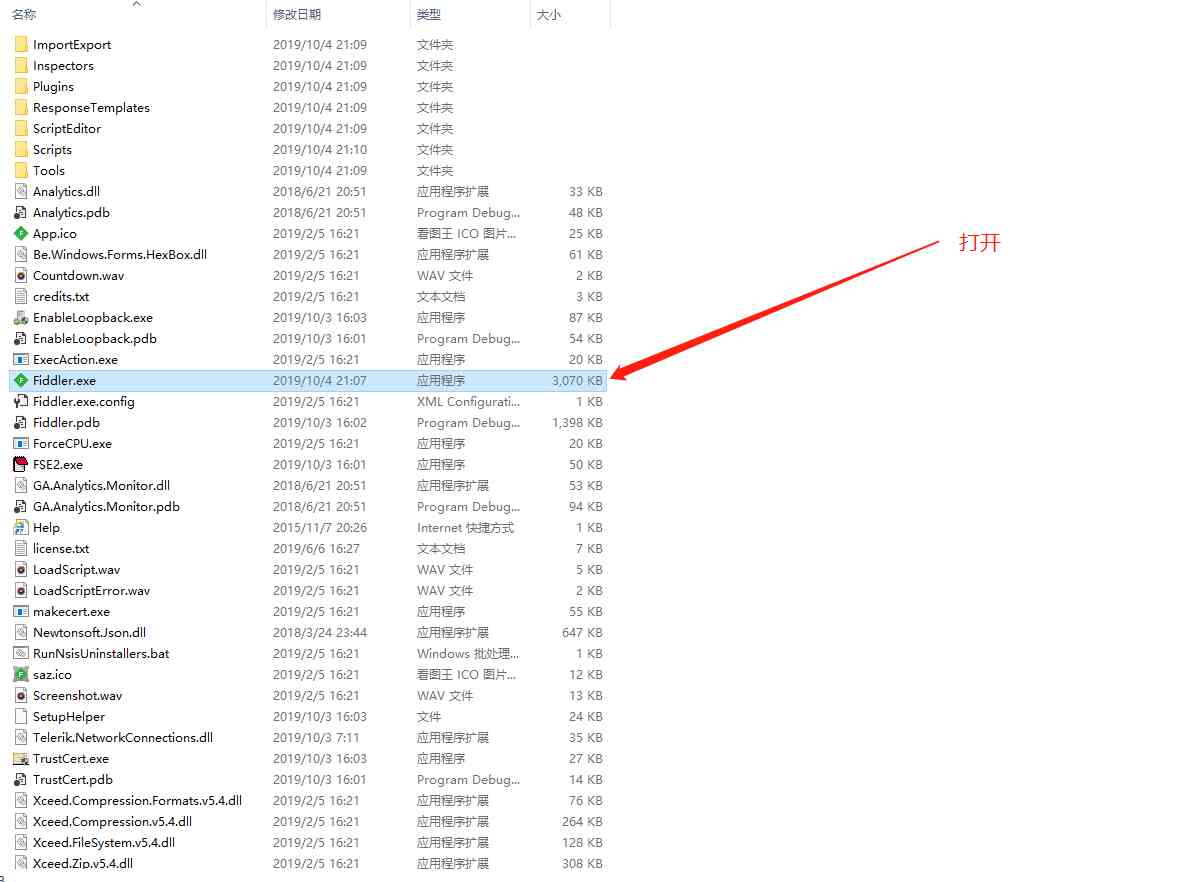 名称 修改日期 类型 大小
ImportExport 2019/10/4 21:09 文件夹
Inspectors 2019/10/4 21:09 文件夹
Plugins 2019/10/4 21:09 文件夹
ResponseTemplates 2019/10/4 21:09 文件夹
ScriptEditor 2019/10/4 21:09 文件夹
Scripts 2019/10/4 21:10 文件夹
Tools 2019/10/4 21:09 文件夹
Analytics.dll 2018/6/21 20:51 应用程序扩展 33 KB
Analytics.pdb 2018/6/21 20:51 Program Debug... 48 KB
App.ico 2019/2/5 16:21 看图王 ICO 图片... 25 KB
打开
Be.Windows.Forms.HexBox.dll 2019/2/5 16:21 应用程序扩展 61 KB
Countdown.wav 2019/2/5 16:21 WAV 文件 2 KB
credits.txt 2019/2/5 16:21 文本文档 3 KB
EnableLoopback.exe 2019/10/3 16:03 应用程序 87 KB
EnableLoopback.pdb 2019/10/3 16:01 Program Debug... 54 KB
ExecAction.exe 2019/2/5 16:21 应用程序 20 KB
Fiddler.exe 2019/10/4 21:07 应用程序 3,070 KB
Fiddler.exe.config 2019/2/5 16:21 XML Configurati... 1 KB
Fiddler.pdb 2019/10/3 16:02 Program Debug... 1,398 KB
ForceCPU.exe 2019/2/5 16:21 应用程序 20 KB
FSE2.exe 2019/10/3 16:01 应用程序 50 KB
GA.Analytics.Monitor.dll 2018/6/21 20:51 应用程序扩展 53 KB
GA.Analytics.Monitor.pdb 2018/6/21 20:51 Program Debug... 94 KB
Help 2015/11/7 20:26 Internet 快捷方式 1 KB
license.txt 2019/6/6 16:27 文本文档 7 KB
LoadScript.wav 2019/2/5 16:21 WAV 文件 5 KB
LoadScriptError.wav 2019/2/5 16:21 WAV 文件 2 KB
makecert.exe 2019/2/5 16:21 应用程序 55 KB
Newtonsoft.Json.dll 2018/3/24 23:44 应用程序扩展 647 KB
RunNsisUninstallers.bat 2019/2/5 16:21 Windows 批处理... 1 KB
saz.ico 2019/2/5 16:21 看图王 ICO 图片... 12 KB
Screenshot.wav 2019/2/5 16:21 WAV 文件 13 KB
SetupHelper 2019/10/3 16:03 文件 24 KB
Telerik.NetworkConnections.dll 2019/10/3 7:11 应用程序扩展 35 KB
TrustCert.exe 2019/10/3 16:03 应用程序 27 KB
TrustCert.pdb 2019/10/3 16:01 Program Debug... 14 KB
Xceed.Compression.Formats.v5.4.dll 2019/2/5 16:21 应用程序扩展 76 KB
Xceed.Compression.v5.4.dll 2019/2/5 16:21 应用程序扩展 264 KB
Xceed.FileSystem.v5.4.dll 2019/2/5 16:21 应用程序扩展 128 KB
Xceed.Zip.v5.4.dll 2019/2/5 16:21 应用程序扩展 308 KB